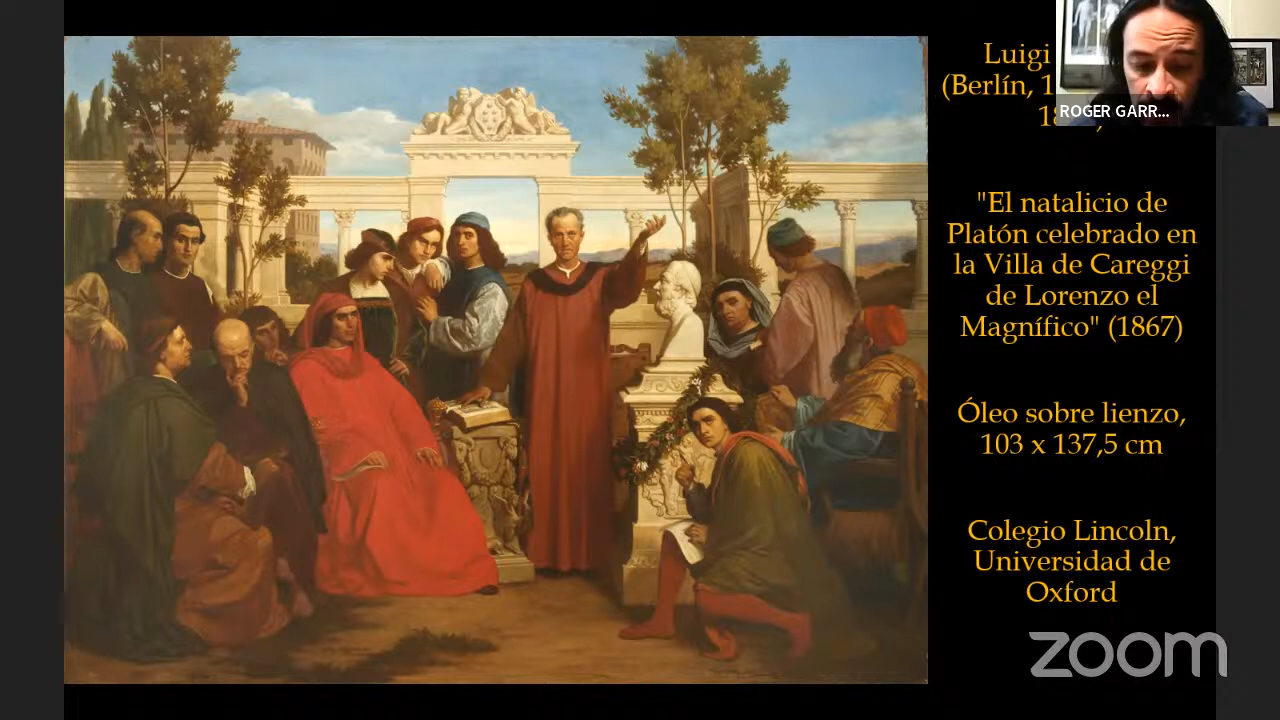 Luigi
(Berlín, 1
ROGER GARR...
"El natalicio de
Platón celebrado en
la Villa de Careggi
de Lorenzo el
Magnífico" (1867)
Óleo sobre lienzo,
103 x 137,5 cm
Colegio Lincoln,
Universidad de
Oxford
zoom